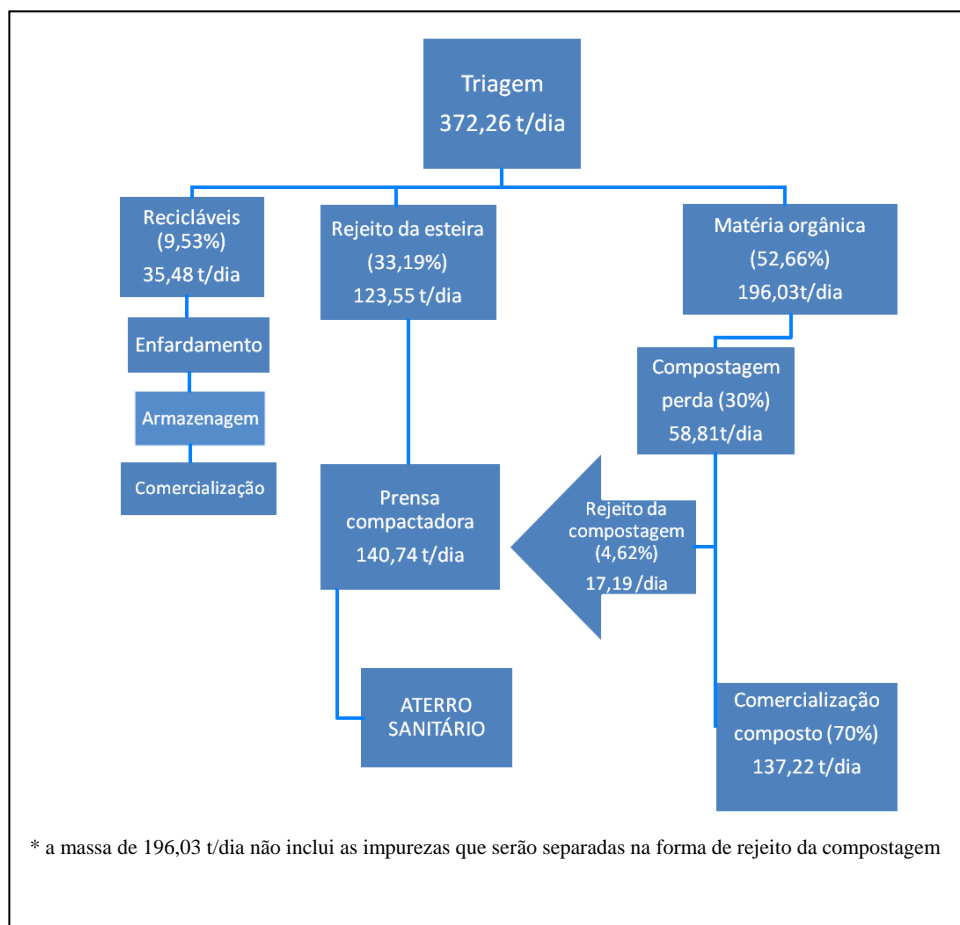 Triagem
372,26 t/dia
Recicláveis
(9,53%)
35,48 t/dia
Rejeito da esteira
(33,19%)
123,55 t/dia
Matéria orgânica
(52,66%)
196,03t/dia
Enfardamento
Armazenagem
Comercialização
Compostagem
perda (30%)
58,81t/dia
Prensa
compactadora
140,74 t/dia
Rejeito da
compostagem
(4,62%)
17,19 /dia
ATERRO
SANITÁRIO
Comercialização
composto (70%)
137,22 t/dia
* a massa de 196,03 t/dia não inclui as impurezas que serão separadas na forma de rejeito da compostagem